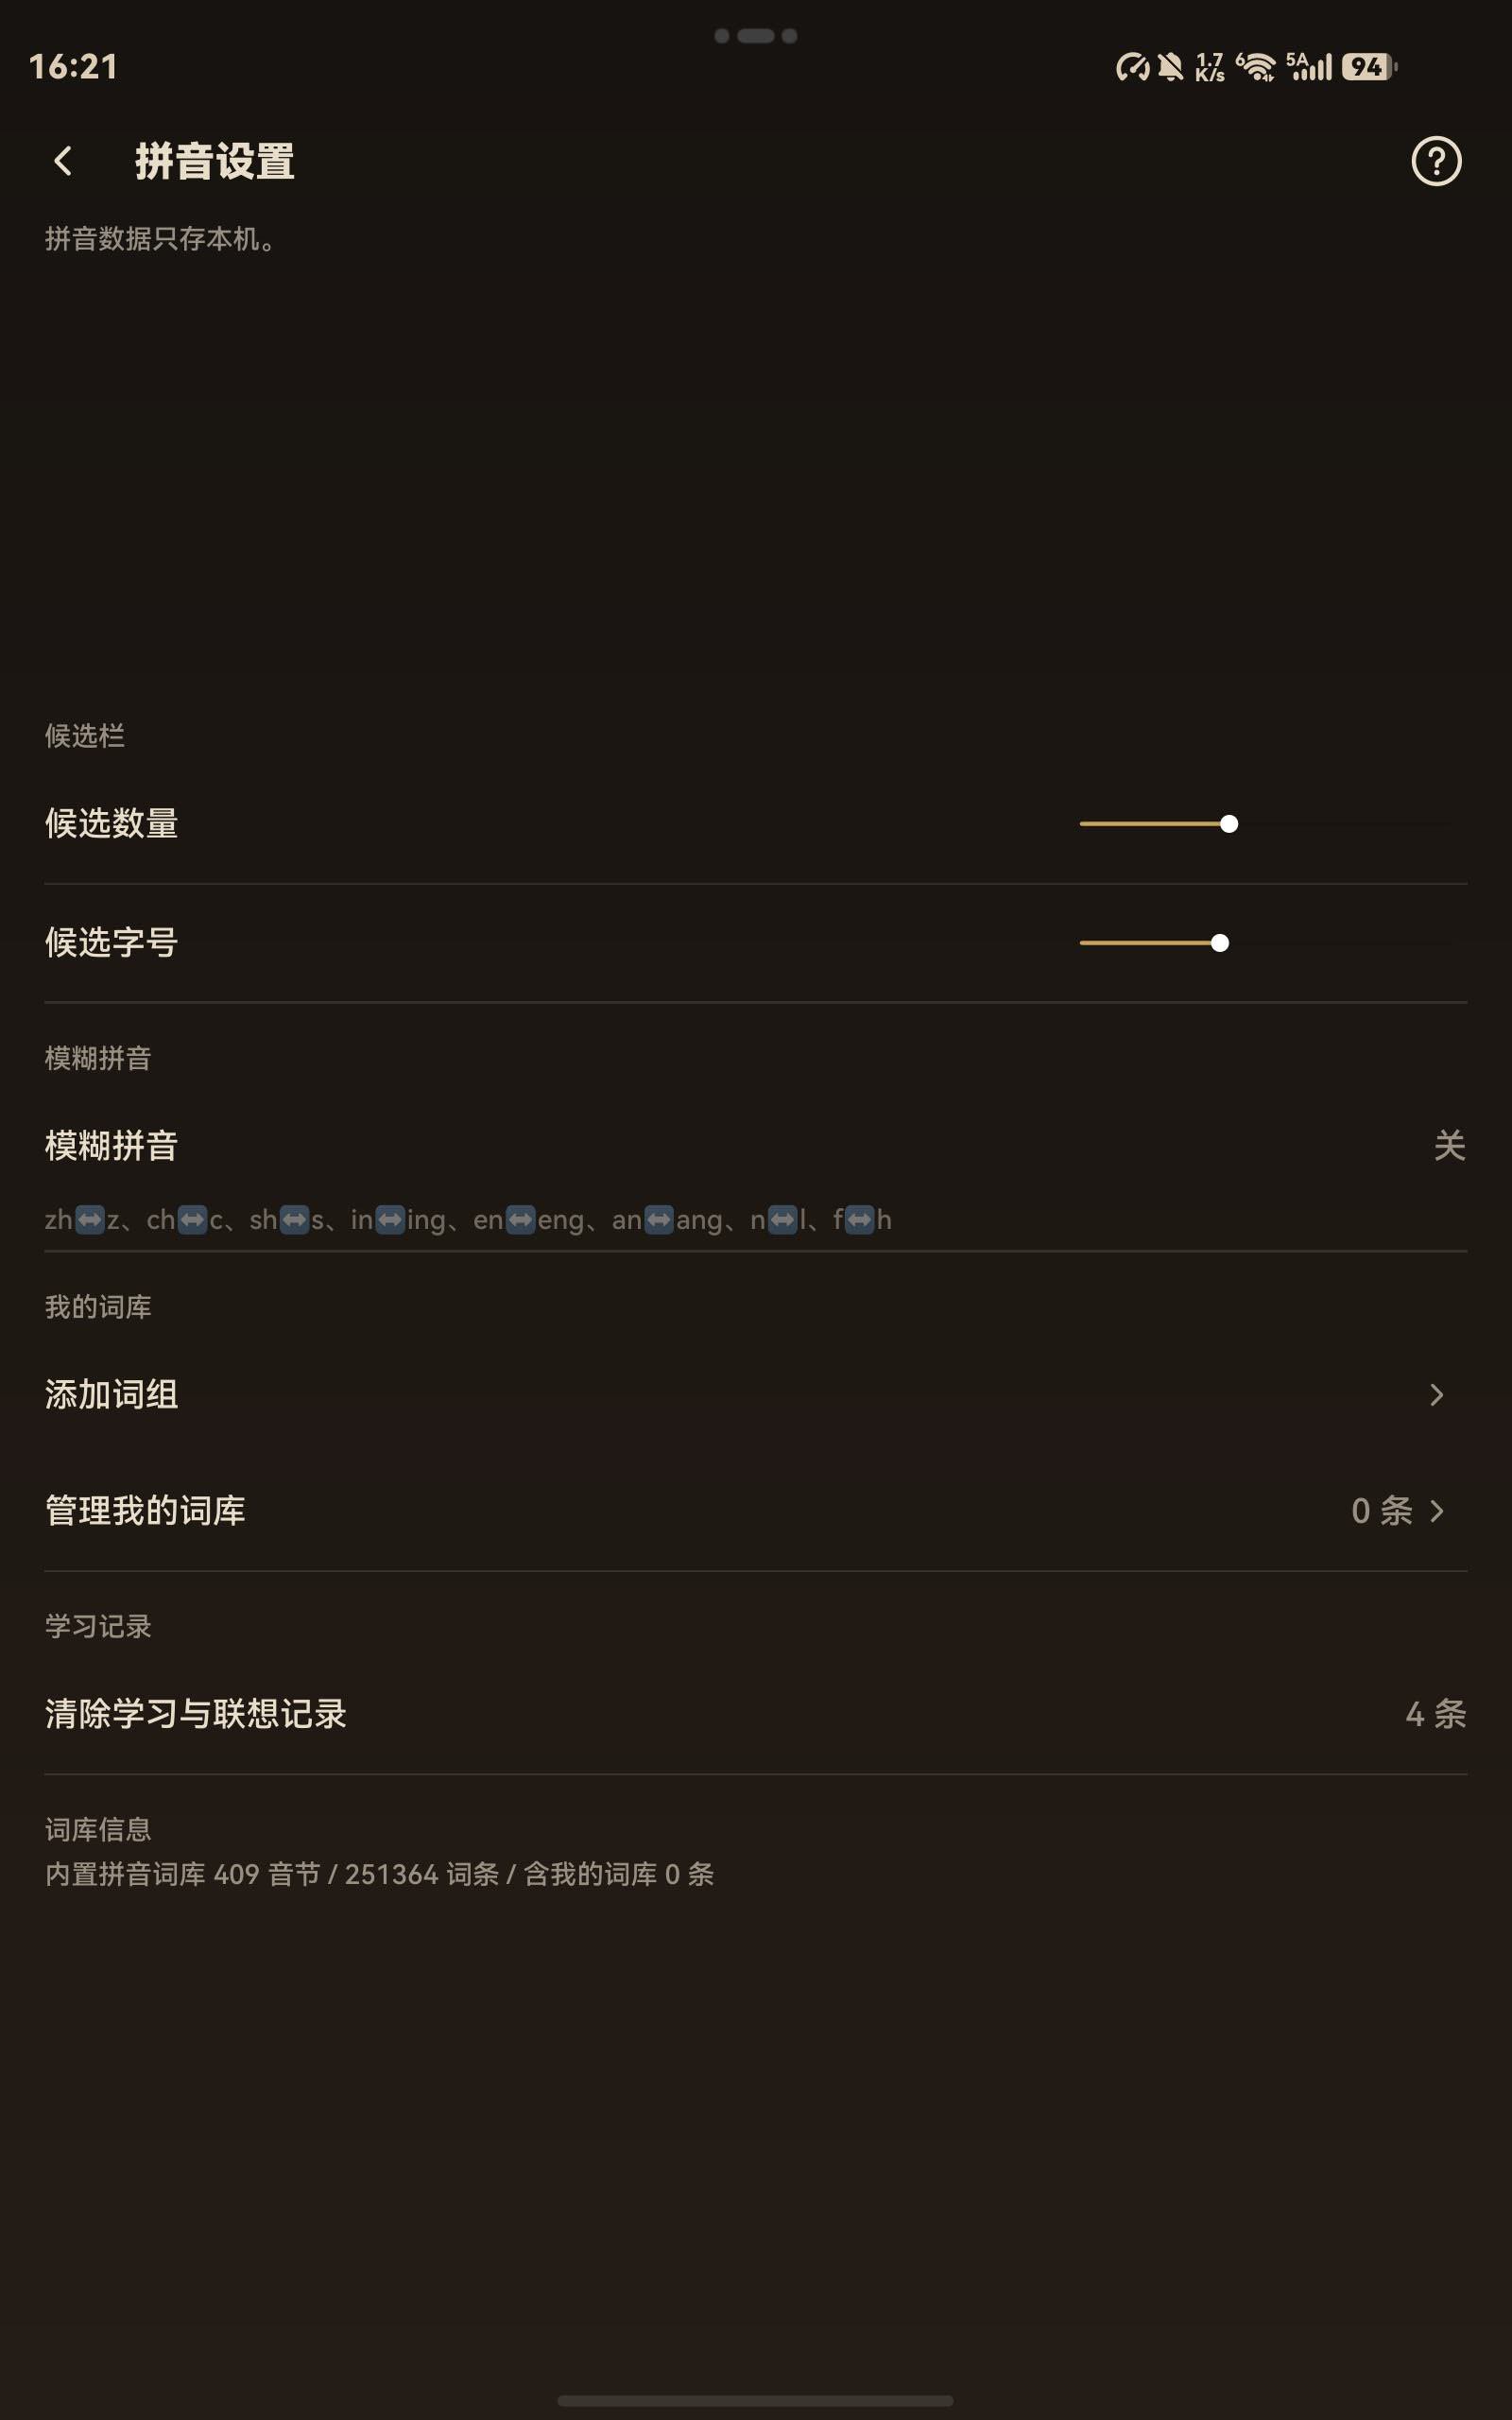 16:21
1.7 K/s 6 5A 94
拼音设置
拼音数据只存本机。
候选栏
候选数量
候选字号
模糊拼音
模糊拼音 关
zh↔️z、ch↔️c、sh↔️s、in↔️ing、en↔️eng、an↔️ang、n↔️l、f↔️h
我的词库
添加词组
管理我的词库 0 条
学习记录
清除学习与联想记录 4 条
词库信息
内置拼音词库 409 音节 / 251364 词条 / 含我的词库 0 条